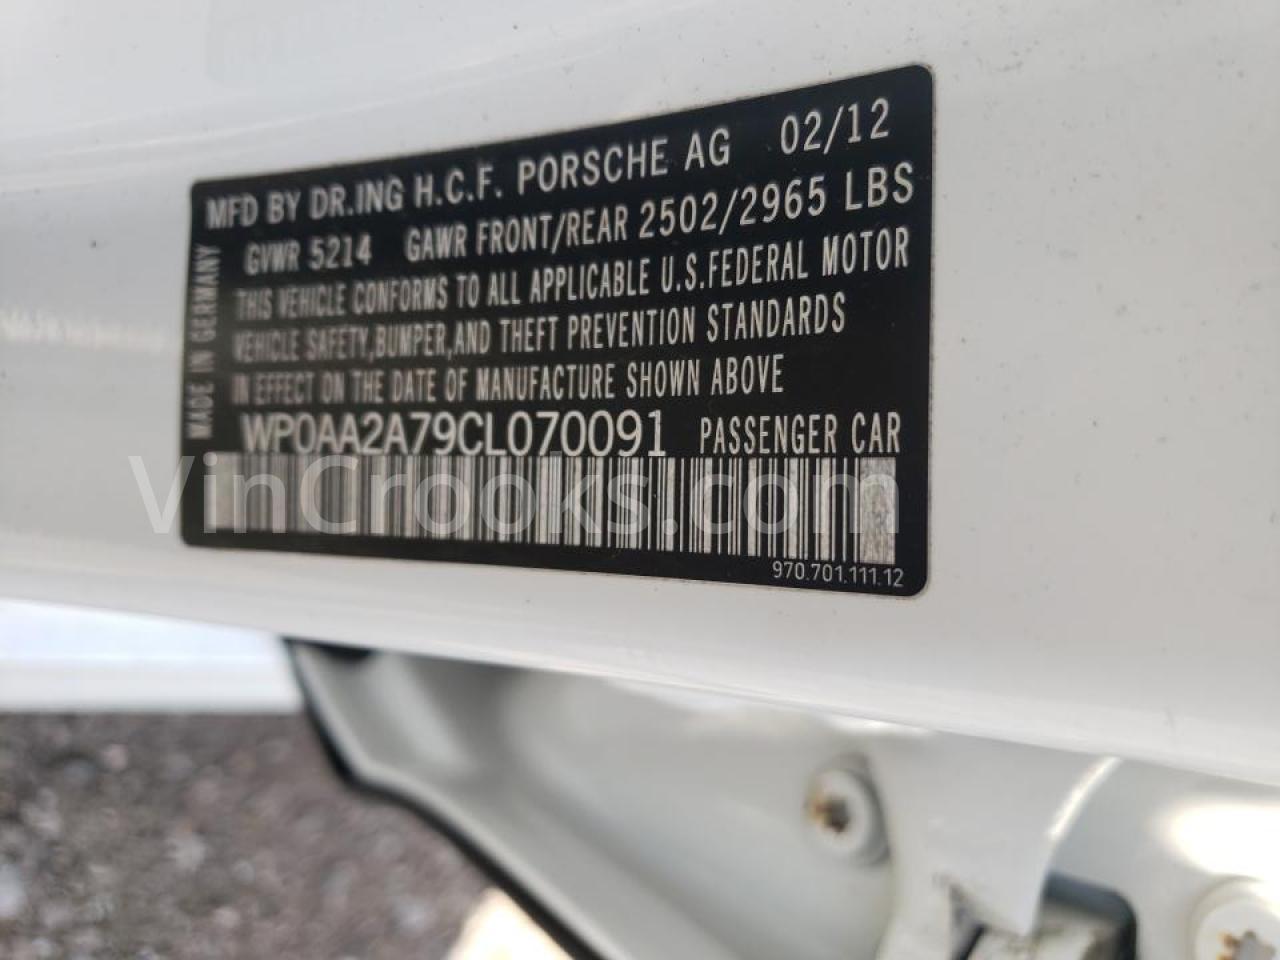 MFD BY DR.ING H.C.F. PORSCHE AG 02/12
GVWR 5214 GAWR FRONT/REAR 2502/2965 LBS
THIS VEHICLE CONFORMS TO ALL APPLICABLE U.S.FEDERAL MOTOR
VEHICLE SAFETY,BUMPER,AND THEFT PREVENTION STANDARDS
IN EFFECT ON THE DATE OF MANUFACTURE SHOWN ABOVE
WP0AA2A79CL070091 PASSENGER CAR
970.701.111.12
MADE IN GERMANY
VinCrooks.com